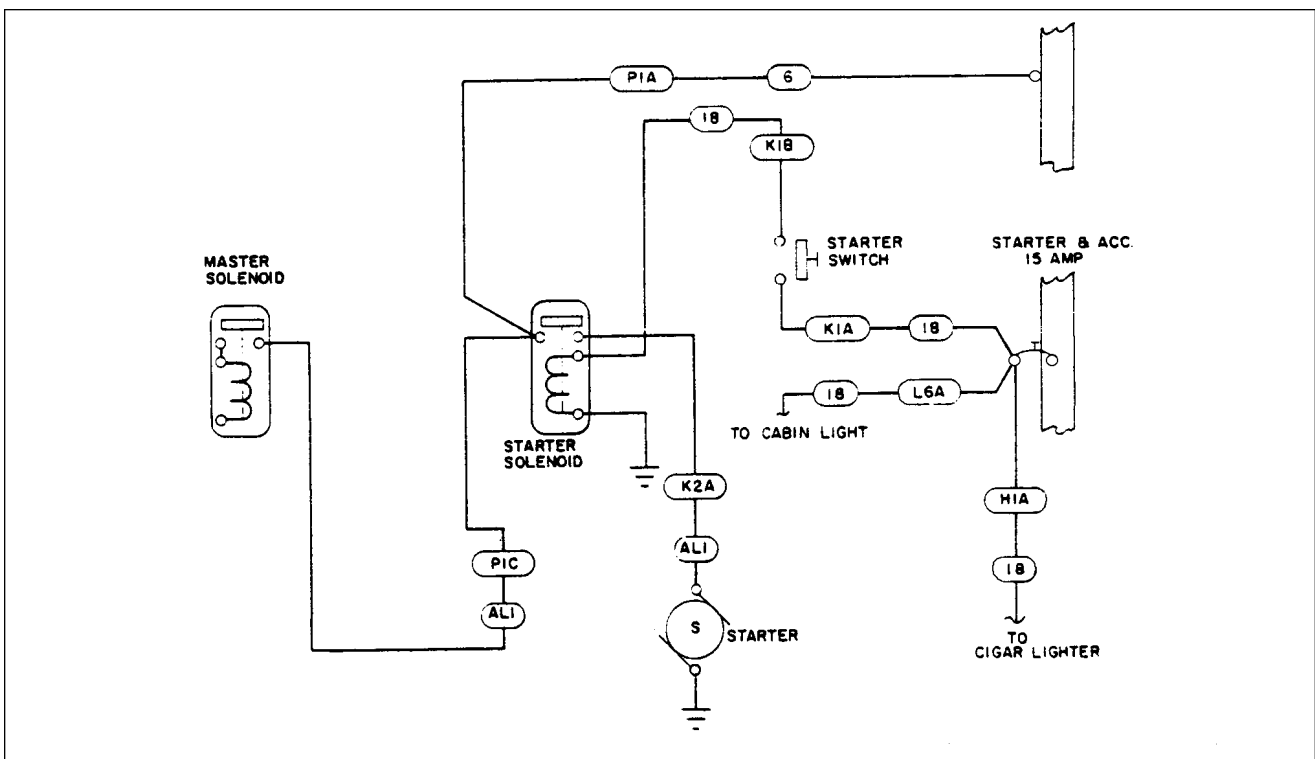 P1A
6
18
K1B
STARTER
SWITCH
STARTER & ACC.
15 AMP
MASTER
SOLENOID
K1A
18
18
L6A
TO CABIN LIGHT
STARTER
SOLENOID
K2A
H1A
AL1
P1C
18
AL1
S
STARTER
TO
CIGAR LIGHTER